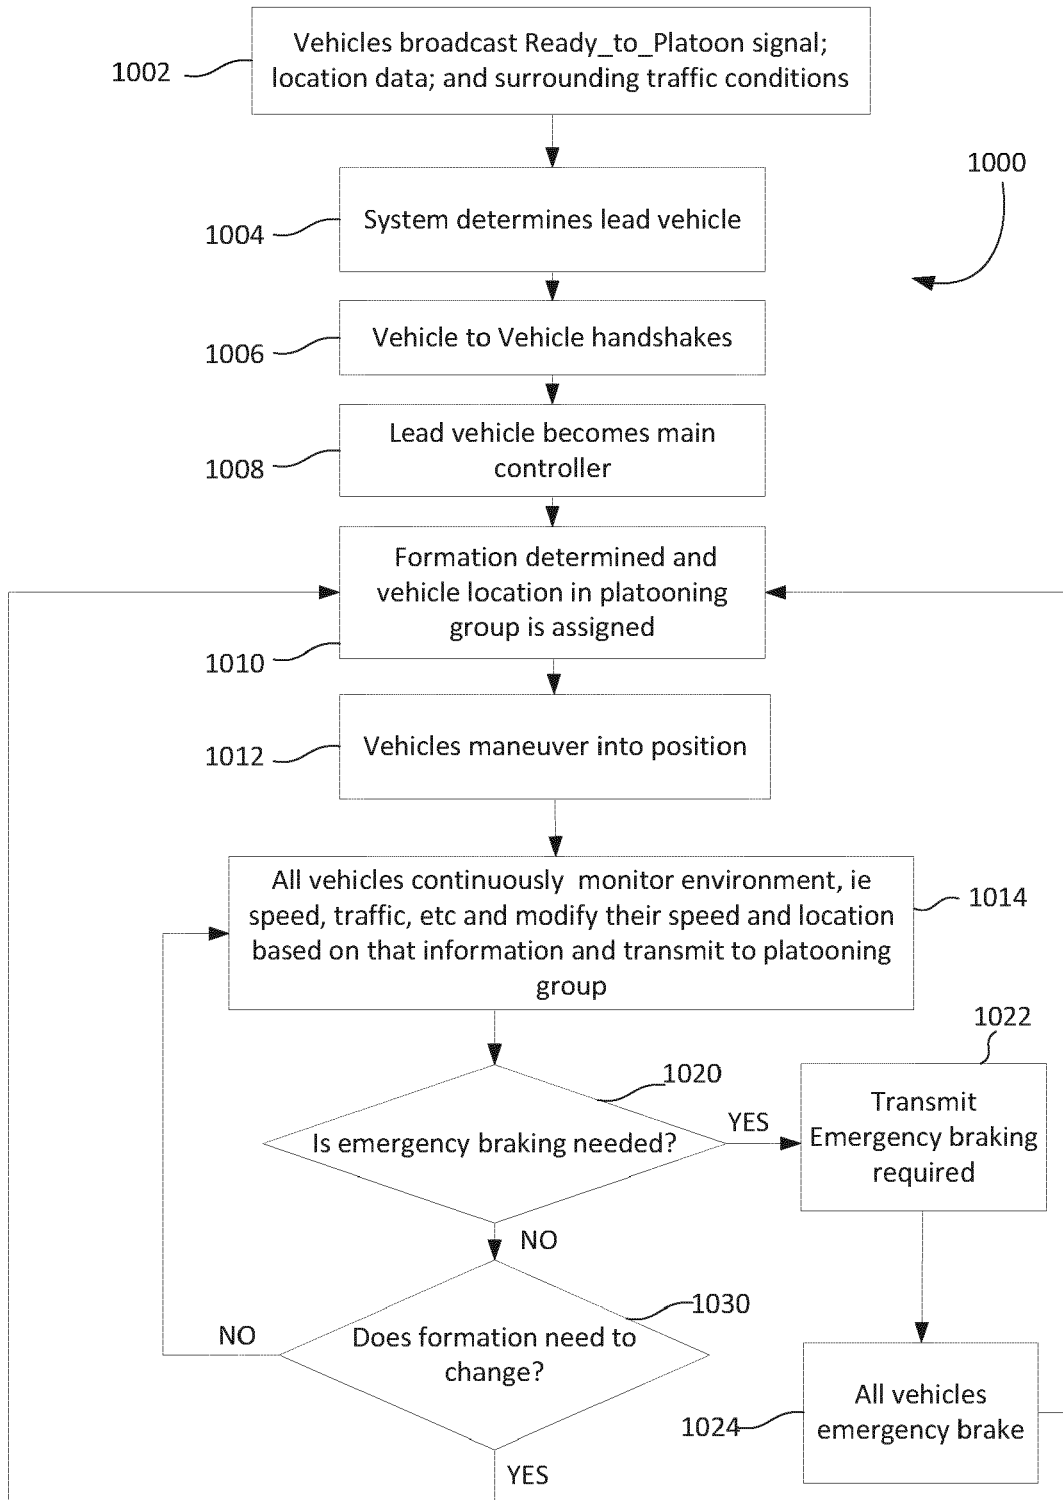 Vehicles broadcast Ready_to_Platoon signal;
location data; and surrounding traffic conditions
1002
1000
System determines lead vehicle
1004
Vehicle to Vehicle handshakes
1006
Lead vehicle becomes main
controller
1008
Formation determined and
vehicle location in platooning
group is assigned
1010
Vehicles maneuver into position
1012
All vehicles continuously  monitor environment, ie
speed, traffic, etc and modify their speed and location
based on that information and transmit to platooning
group
1014
1022
1020
Is emergency braking needed?
YES
Transmit
Emergency braking
required
NO
1030
Does formation need to
change?
NO
All vehicles
emergency brake
1024
YES